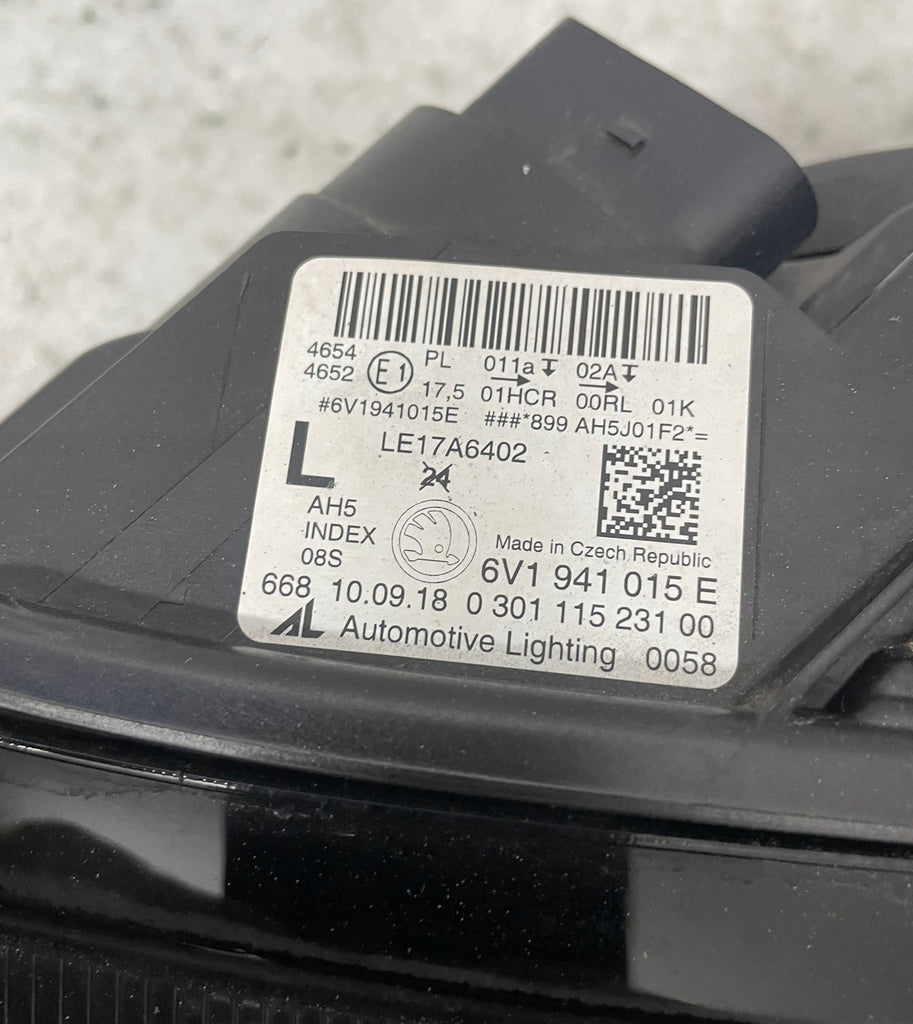 4654 E1 PL 011a 02A
4652 17,5 01HCR 00RL 01K
#6V1941015E ###*899 AH5J01F2*=
L LE17A6402
24
AH5
INDEX
08S
Made in Czech Republic
6V1 941 015 E
668 10.09.18 0 301 115 231 00
AL Automotive Lighting 0058